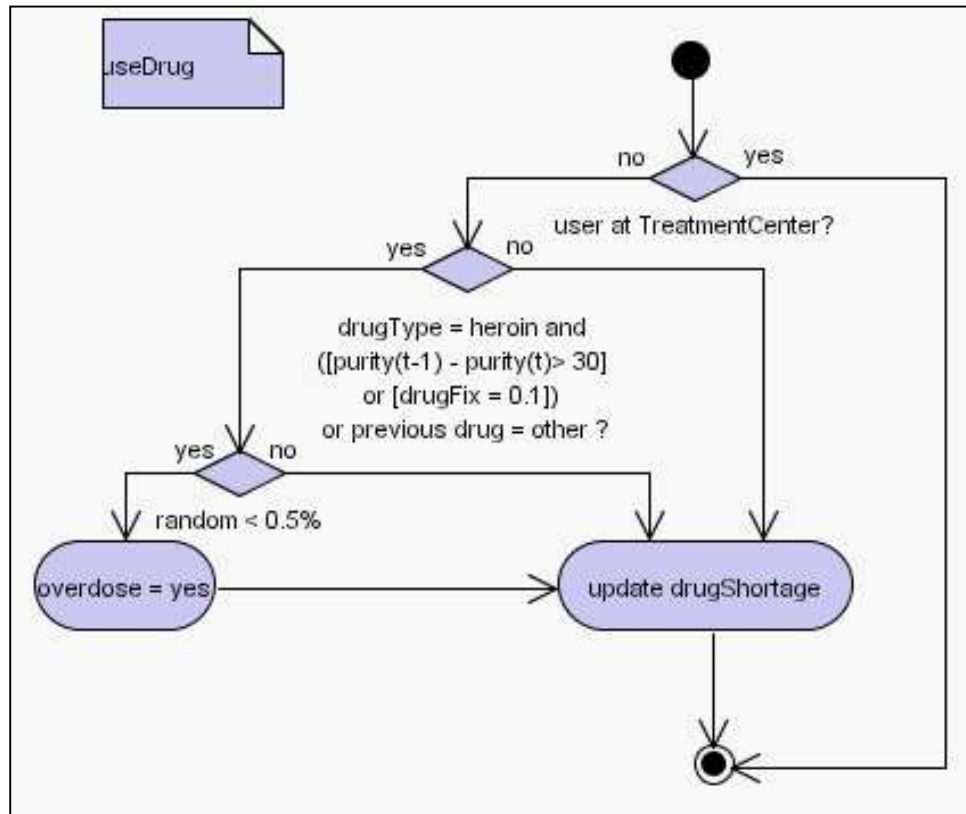 useDrug
no
yes
user at TreatmentCenter?
yes
no
drugType = heroin and
([purity(t-1) - purity(t)> 30]
or [drugFix = 0.1])
or previous drug = other ?
yes
no
random < 0.5%
overdose = yes
update drugShortage